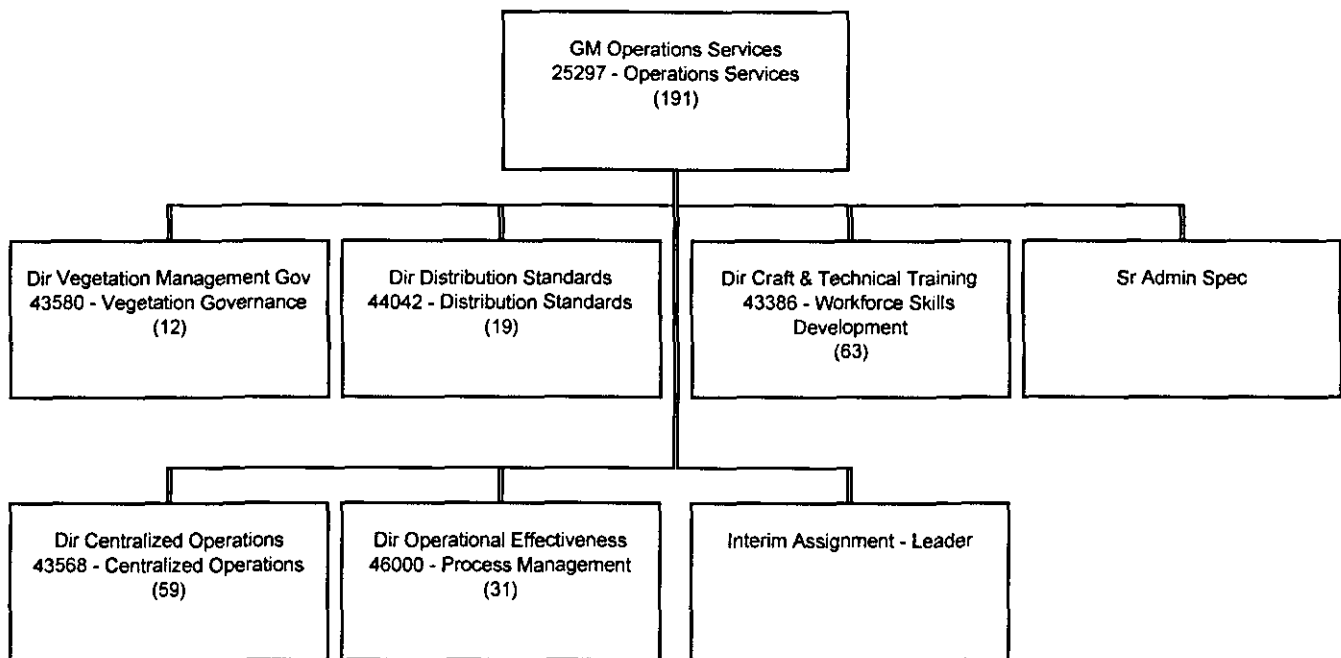 GM Operations Services
25297 - Operations Services
(191)
Dir Vegetation Management Gov
43580 - Vegetation Governance
(12)
Dir Distribution Standards
44042 - Distribution Standards
(19)
Dir Craft & Technical Training
43386 - Workforce Skills
Development
(63)
Sr Admin Spec
Dir Centralized Operations
43568 - Centralized Operations
(59)
Dir Operational Effectiveness
46000 - Process Management
(31)
Interim Assignment - Leader